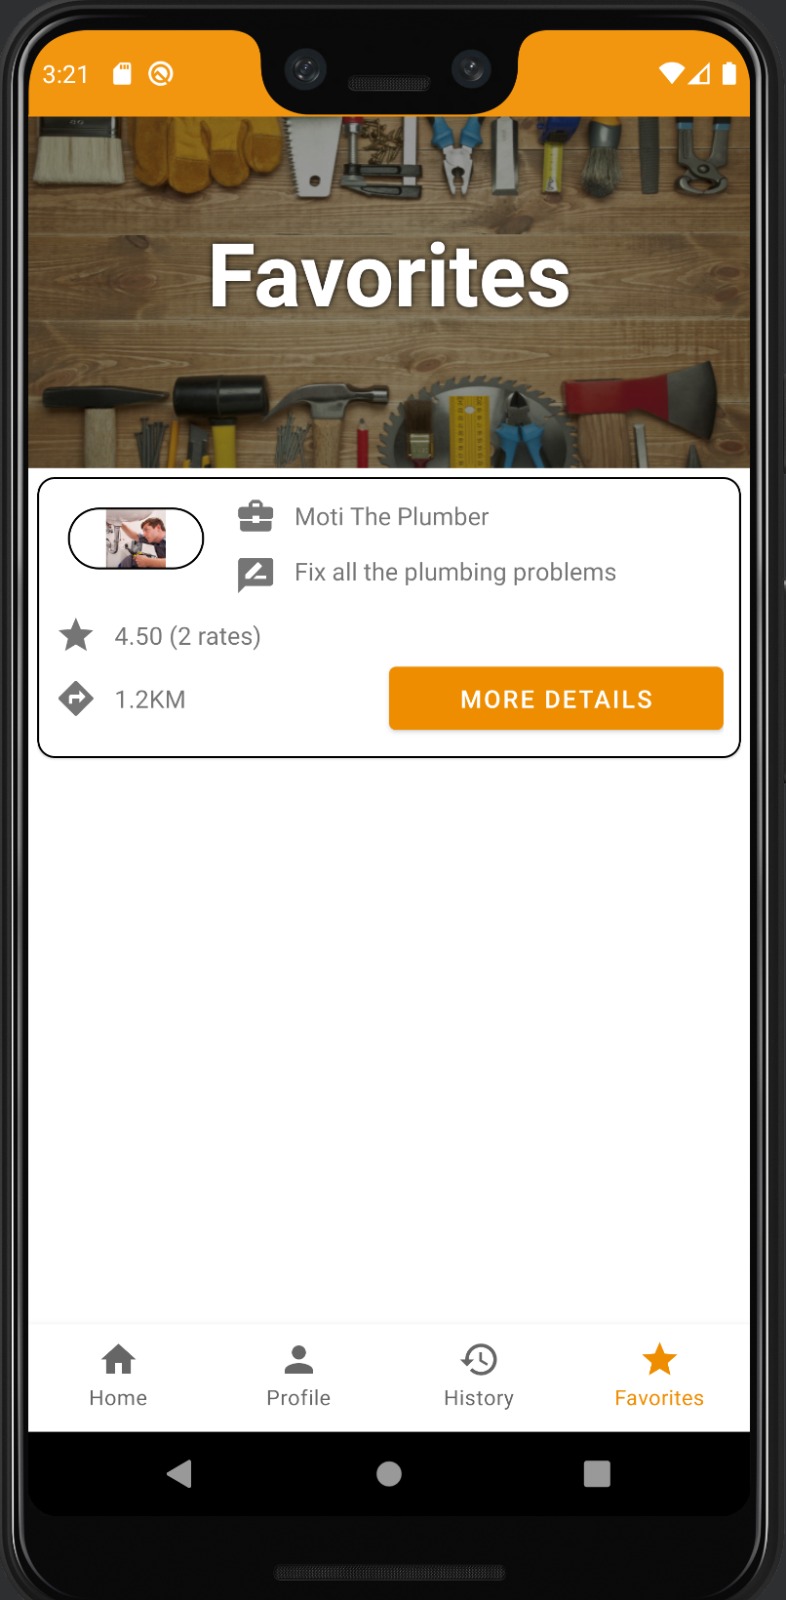 3:21
Favorites
Moti The Plumber
Fix all the plumbing problems
4.50 (2 rates)
1.2KM
MORE DETAILS
Home
Profile
History
Favorites